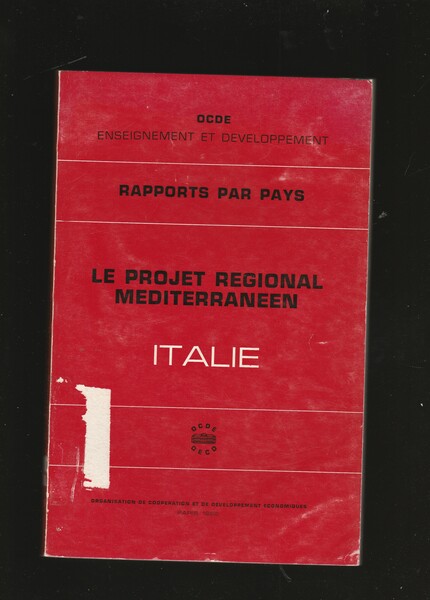 OCDE
ENSEIGNEMENT ET DEVELOPPEMENT
RAPPORTS PAR PAYS
LE PROJET REGIONAL
MEDITERRANEEN
ITALIE
OCDE
OECD
ORGANISATION DE COOPERATION ET DE DEVELOPPEMENT ECONOMIQUES